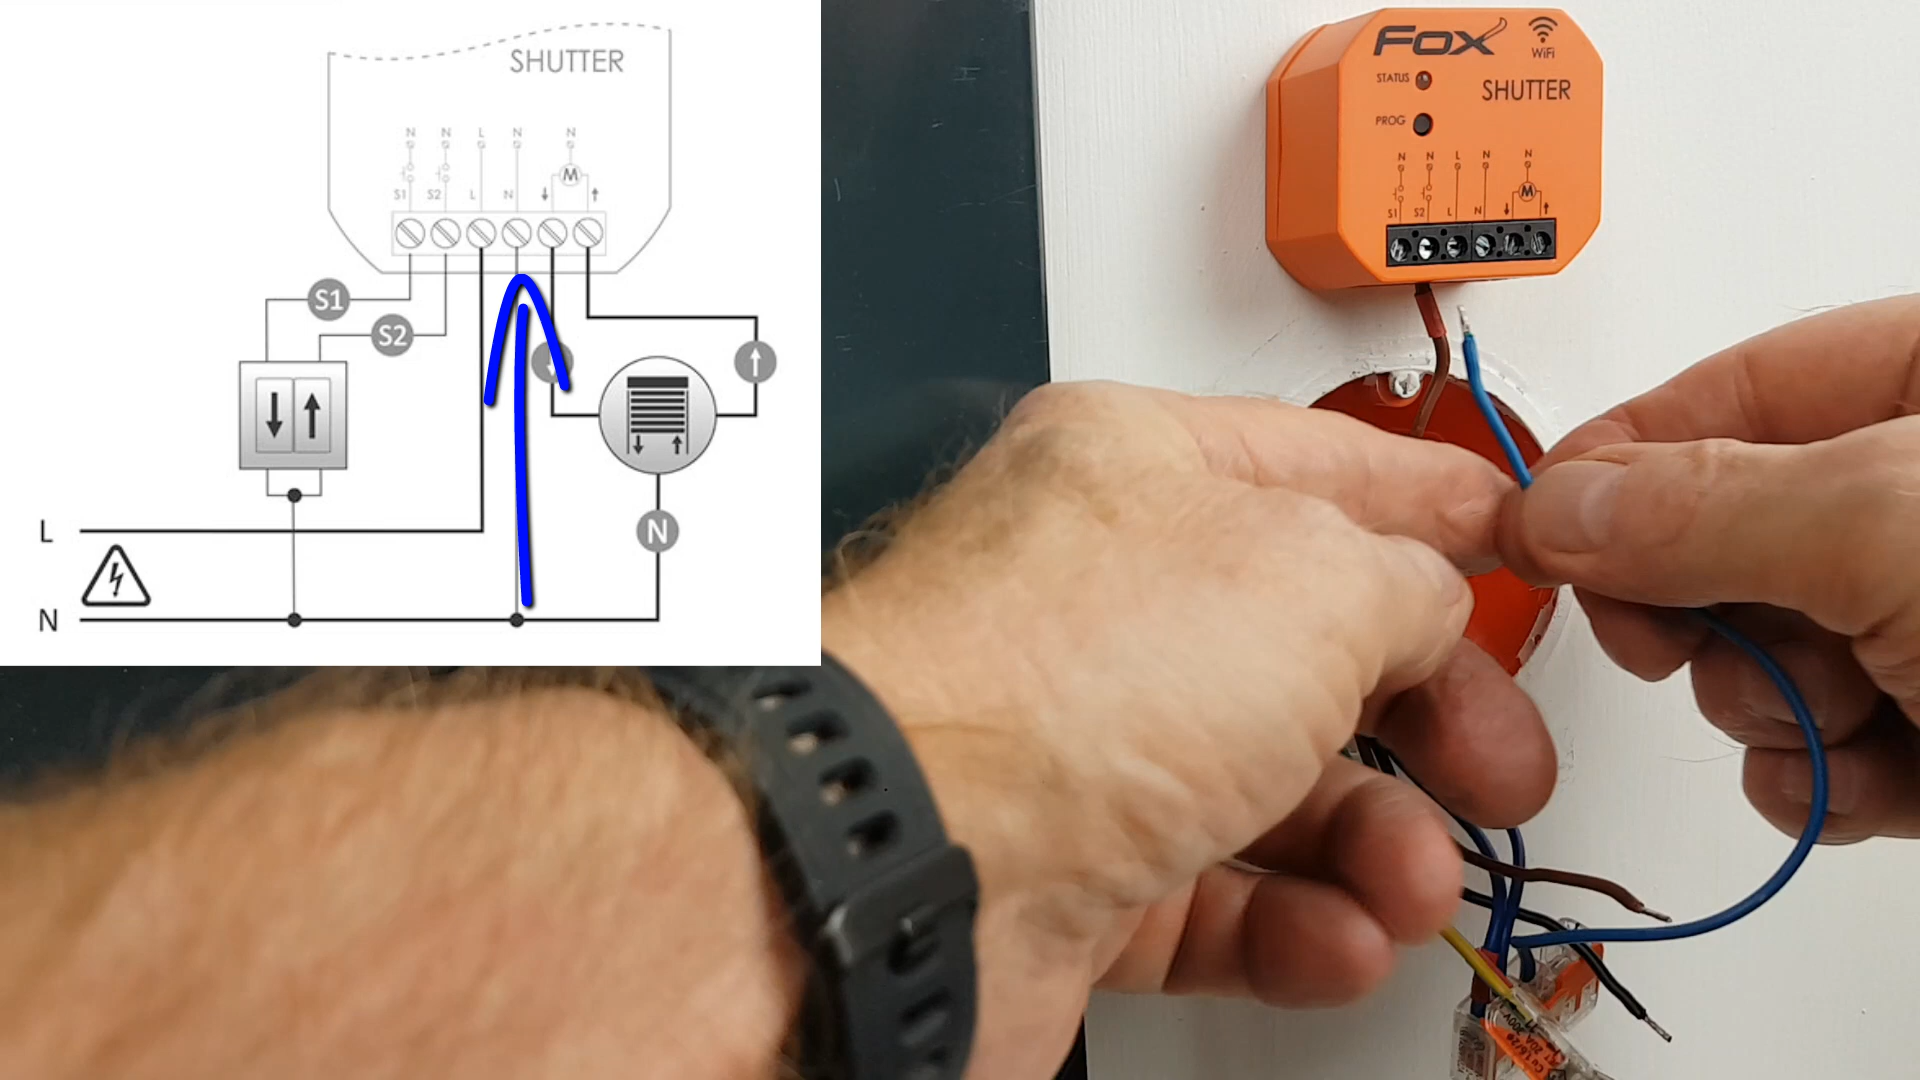 SHUTTER
N N L N N
M
S1 S2 L N ↓ ↑
S1
S2
↓ ↑
↑
↓ ↑
L
N
N
Fox
WiFi
STATUS
SHUTTER
PROG
N N L N N
M
S1 S2 L N ↓ ↑